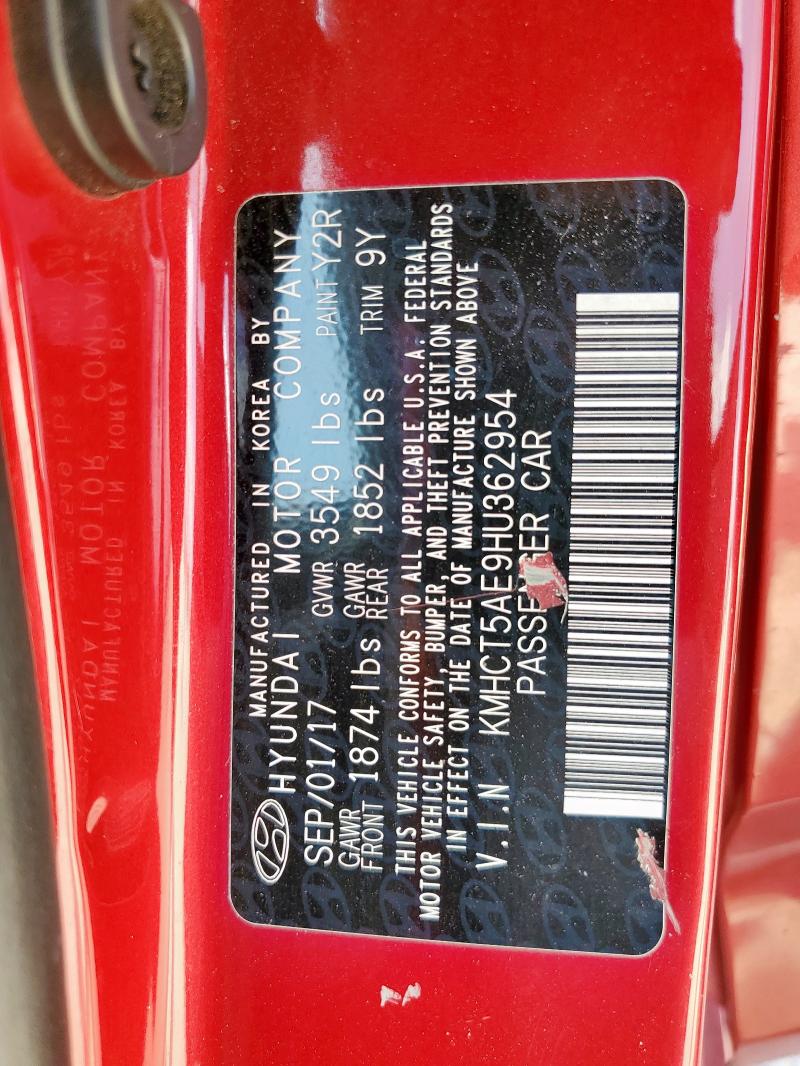 MANUFACTURED IN KOREA BY
HYUNDAI MOTOR COMPANY
SEP/01/17 GVWR 3549 lbs PAINT Y2R
GAWR FRONT 1874 lbs GAWR REAR 1852 lbs TRIM 9Y
THIS VEHICLE CONFORMS TO ALL APPLICABLE U.S.A. FEDERAL
MOTOR VEHICLE SAFETY, BUMPER, AND THEFT PREVENTION STANDARDS
IN EFFECT ON THE DATE OF MANUFACTURE SHOWN ABOVE
V.I.N KMHCT5AE9HU362954
PASSENGER CAR